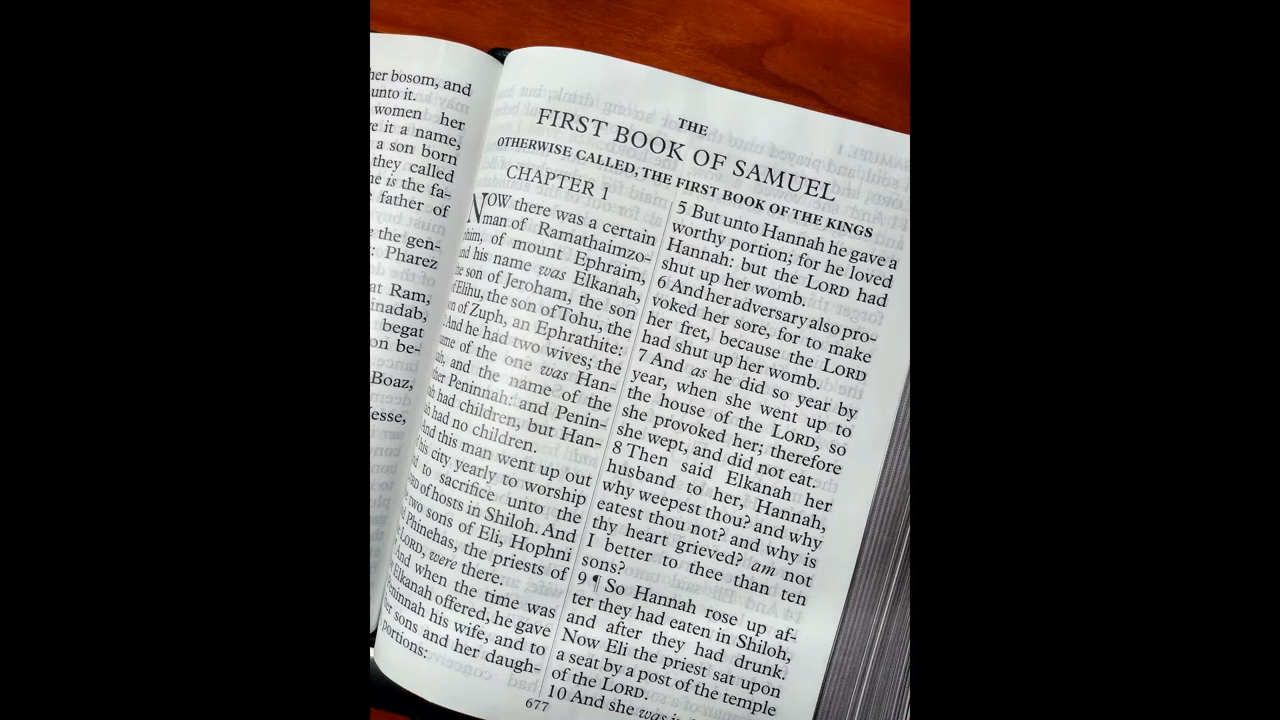 her bosom, and
unto it.
women her
it a name,
a son born
they called
is the fa-
father of
the gen-
Pharez
at Ram,
begat
on be-
Boaz,
THE
FIRST BOOK OF SAMUEL
OTHERWISE CALLED, THE FIRST BOOK OF THE KINGS
CHAPTER 1
NOW there was a certain
man of Ramathaimzo-
of mount Ephraim,
and his name was Elkanah,
the son of Jeroham, the son
of Elihu, the son of Tohu, the
of Zuph, an Ephrathite:
And he had two wives; the
of the one was Han-
and the name of the
Peninnah: and Penin-
had children, but Han-
had no children.
And this man went up out
his city yearly to worship
to sacrifice unto the
of hosts in Shiloh. And
two sons of Eli, Hophni
Phinehas, the priests of
LORD, were there.
And when the time was
Elkanah offered, he gave
Peninnah his wife, and to
sons and her daugh-
portions:
5 But unto Hannah he gave a
worthy portion; for he loved
Hannah: but the LORD had
shut up her womb.
6 And her adversary also pro-
voked her sore, for to make
her fret, because the LORD
had shut up her womb.
7 And as he did so year by
year, when she went up to
the house of the LORD, so
she provoked her; therefore
she wept, and did not eat.
8 Then said Elkanah her
husband to her, Hannah,
why weepest thou? and why
eatest thou not? and why is
thy heart grieved? am not
I better to thee than ten
sons?
9 ¶ So Hannah rose up af-
ter they had eaten in Shiloh,
and after they had drunk.
Now Eli the priest sat upon
a seat by a post of the temple
of the LORD.
10 And she was
677